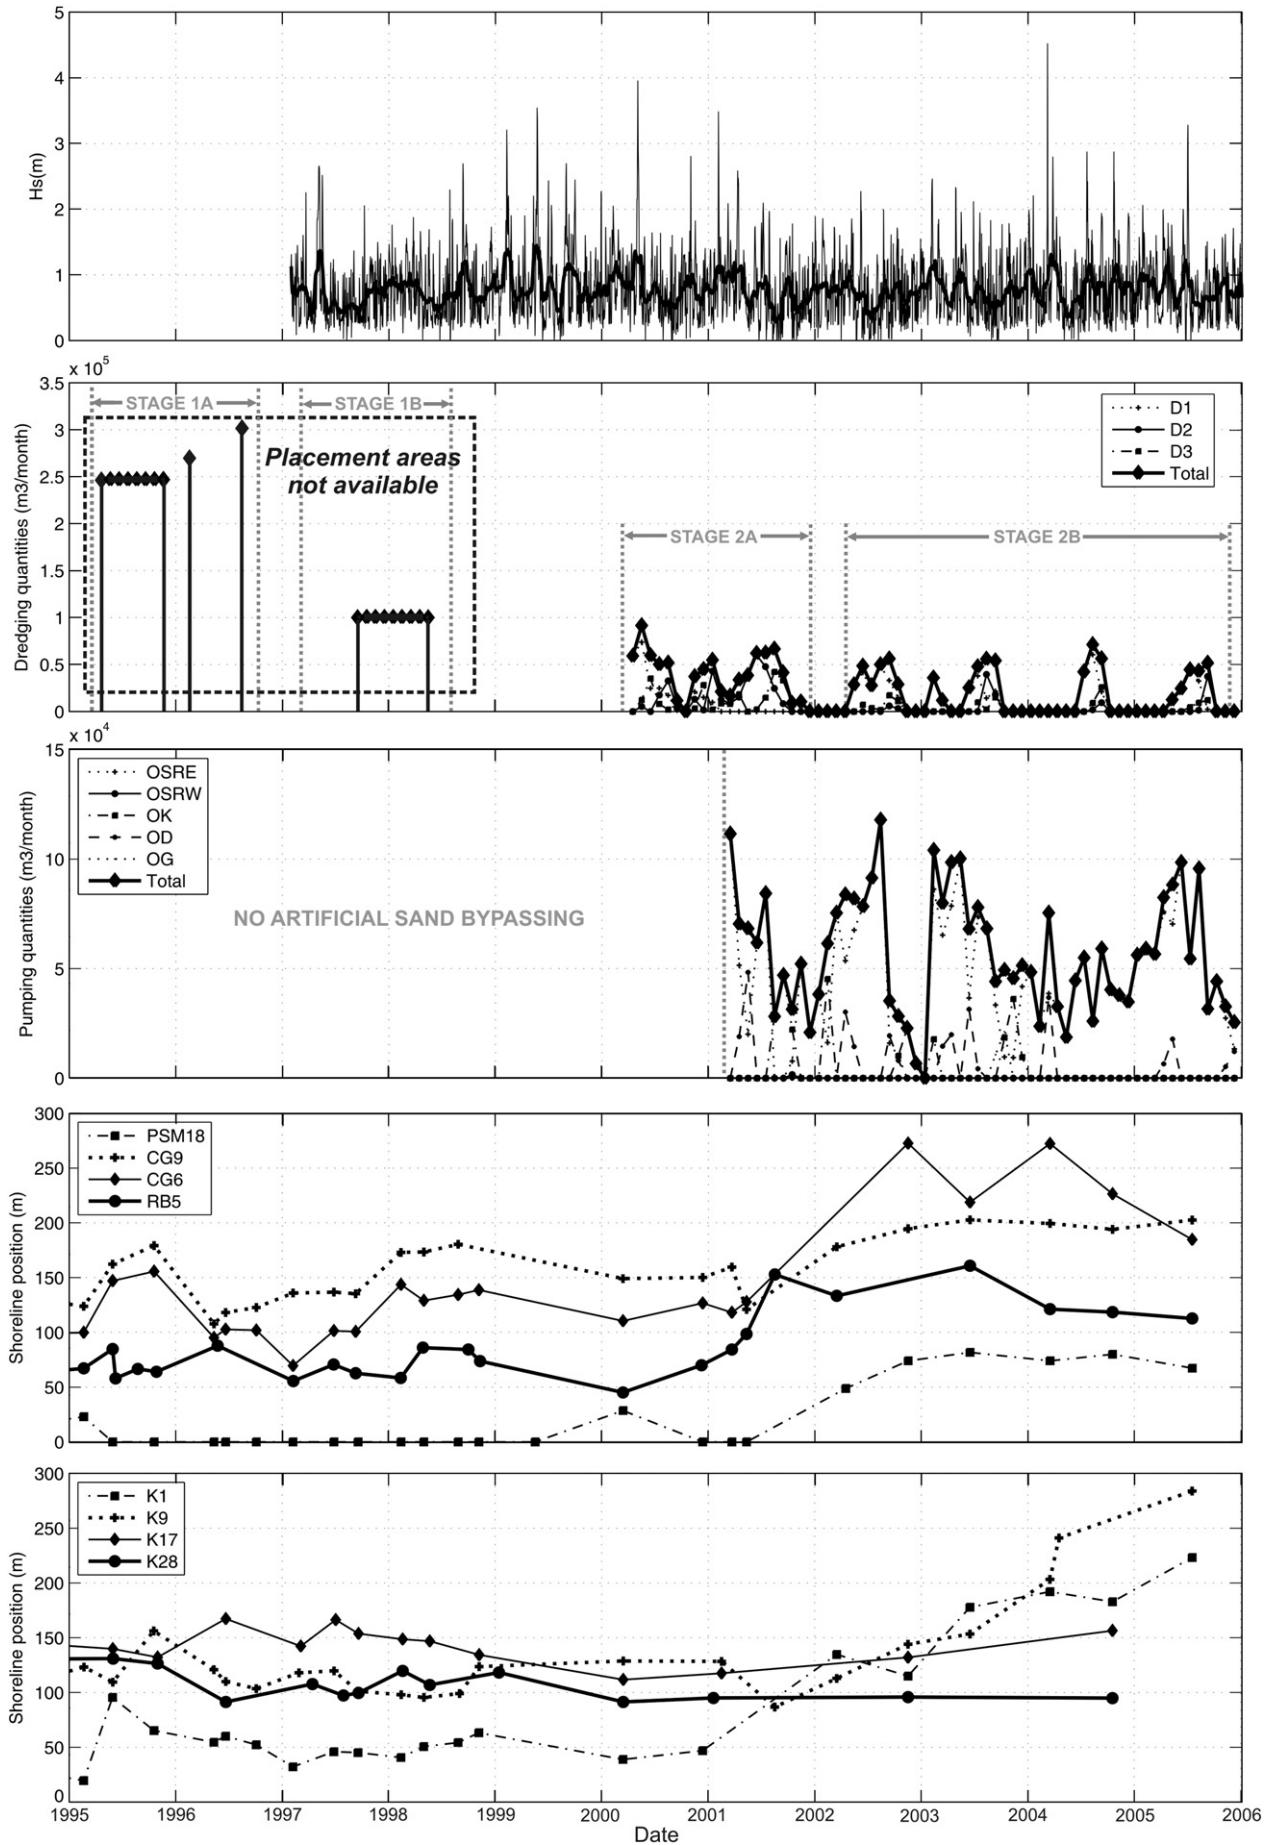 5
4
3
2
1
0
Hs(m)
x 10^5
3.5
3
2.5
2
1.5
1
0.5
0
Dredging quantities (m3/month)
STAGE 1A
STAGE 1B
Placement areas
not available
STAGE 2A
STAGE 2B
D1
D2
D3
Total
x 10^4
15
10
5
0
Pumping quantities (m3/month)
OSRE
OSRW
OK
OD
OG
Total
NO ARTIFICIAL SAND BYPASSING
300
250
200
150
100
50
0
Shoreline position (m)
PSM18
CG9
CG6
RB5
300
250
200
150
100
50
0
Shoreline position (m)
K1
K9
K17
K28
1995 1996 1997 1998 1999 2000 2001 2002 2003 2004 2005 2006
Date